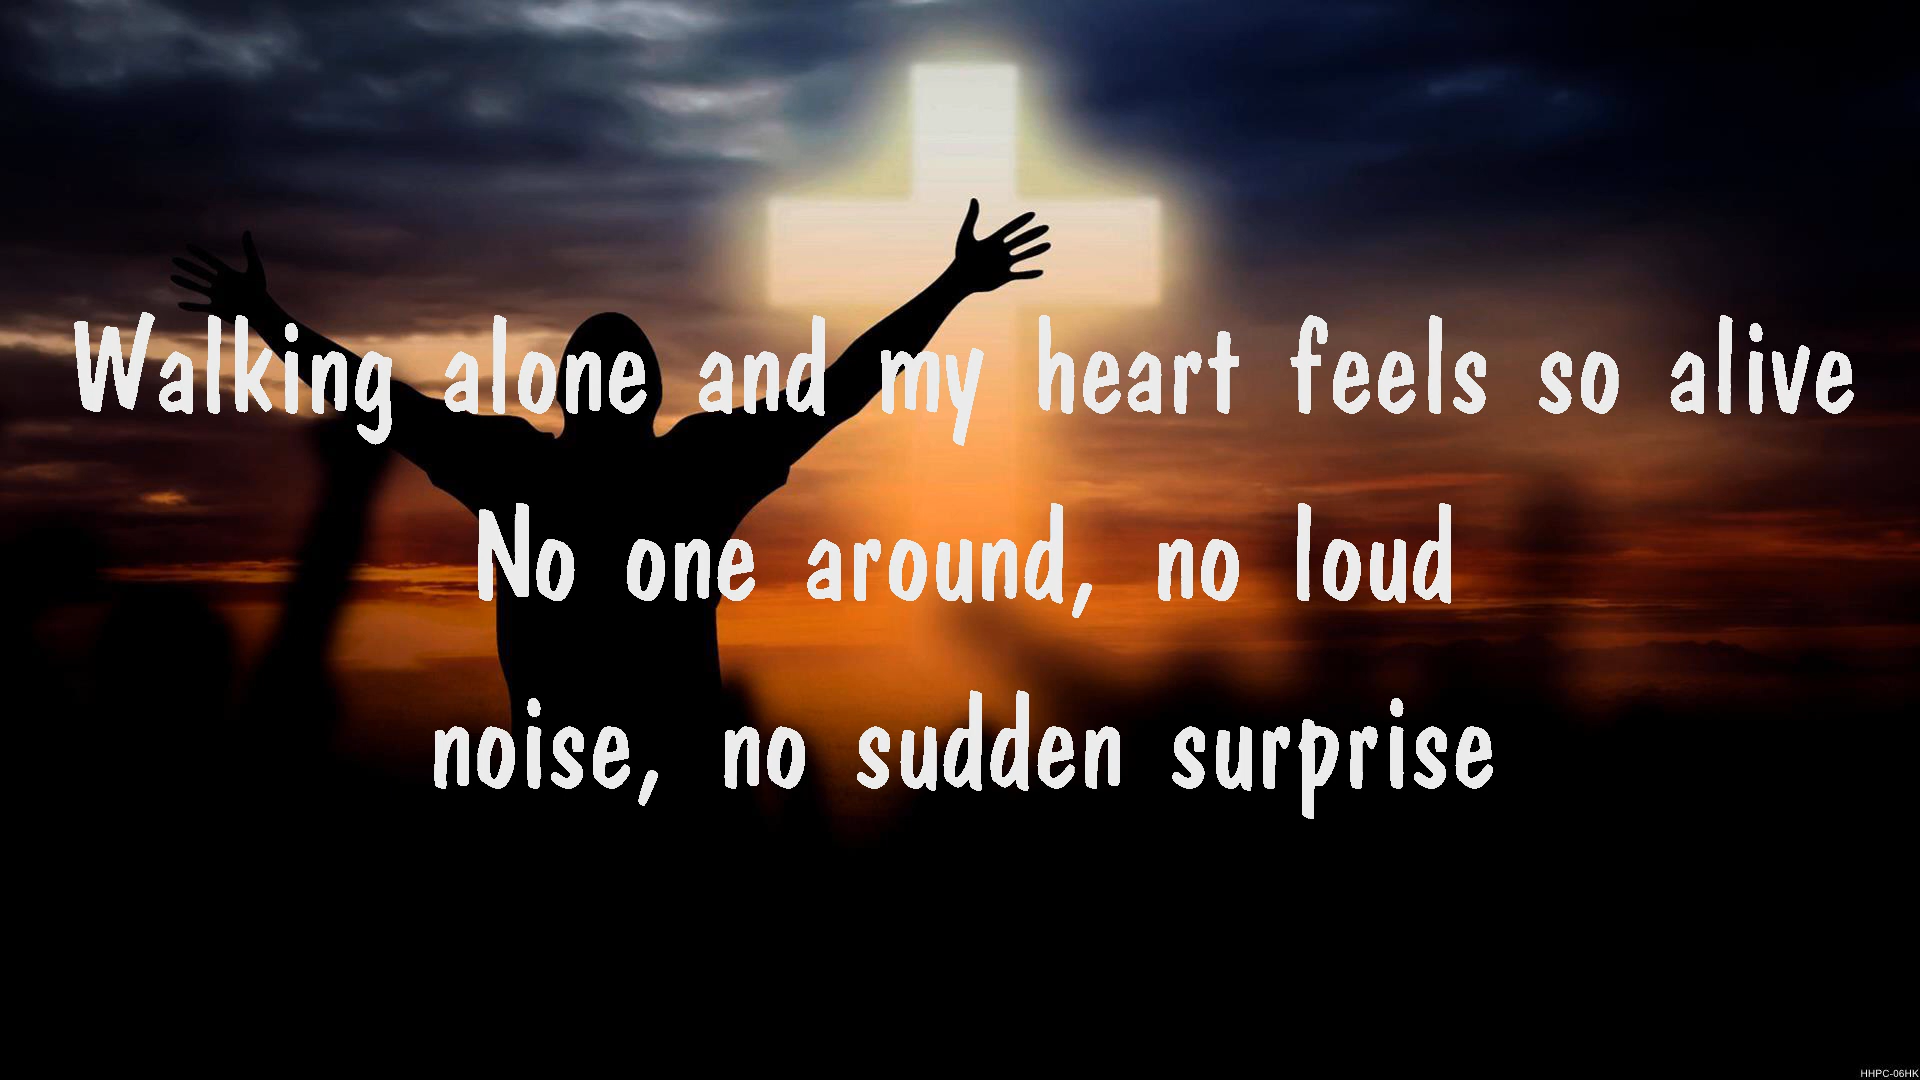 Walking alone and my heart feels so alive
No one around, no loud
noise, no sudden surprise
HHPC-06HK